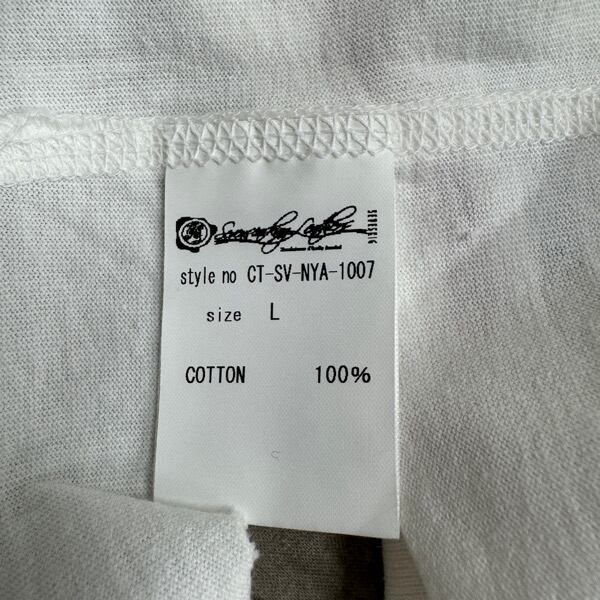 style no CT-SV-NYA-1007
size L
COTTON 100%